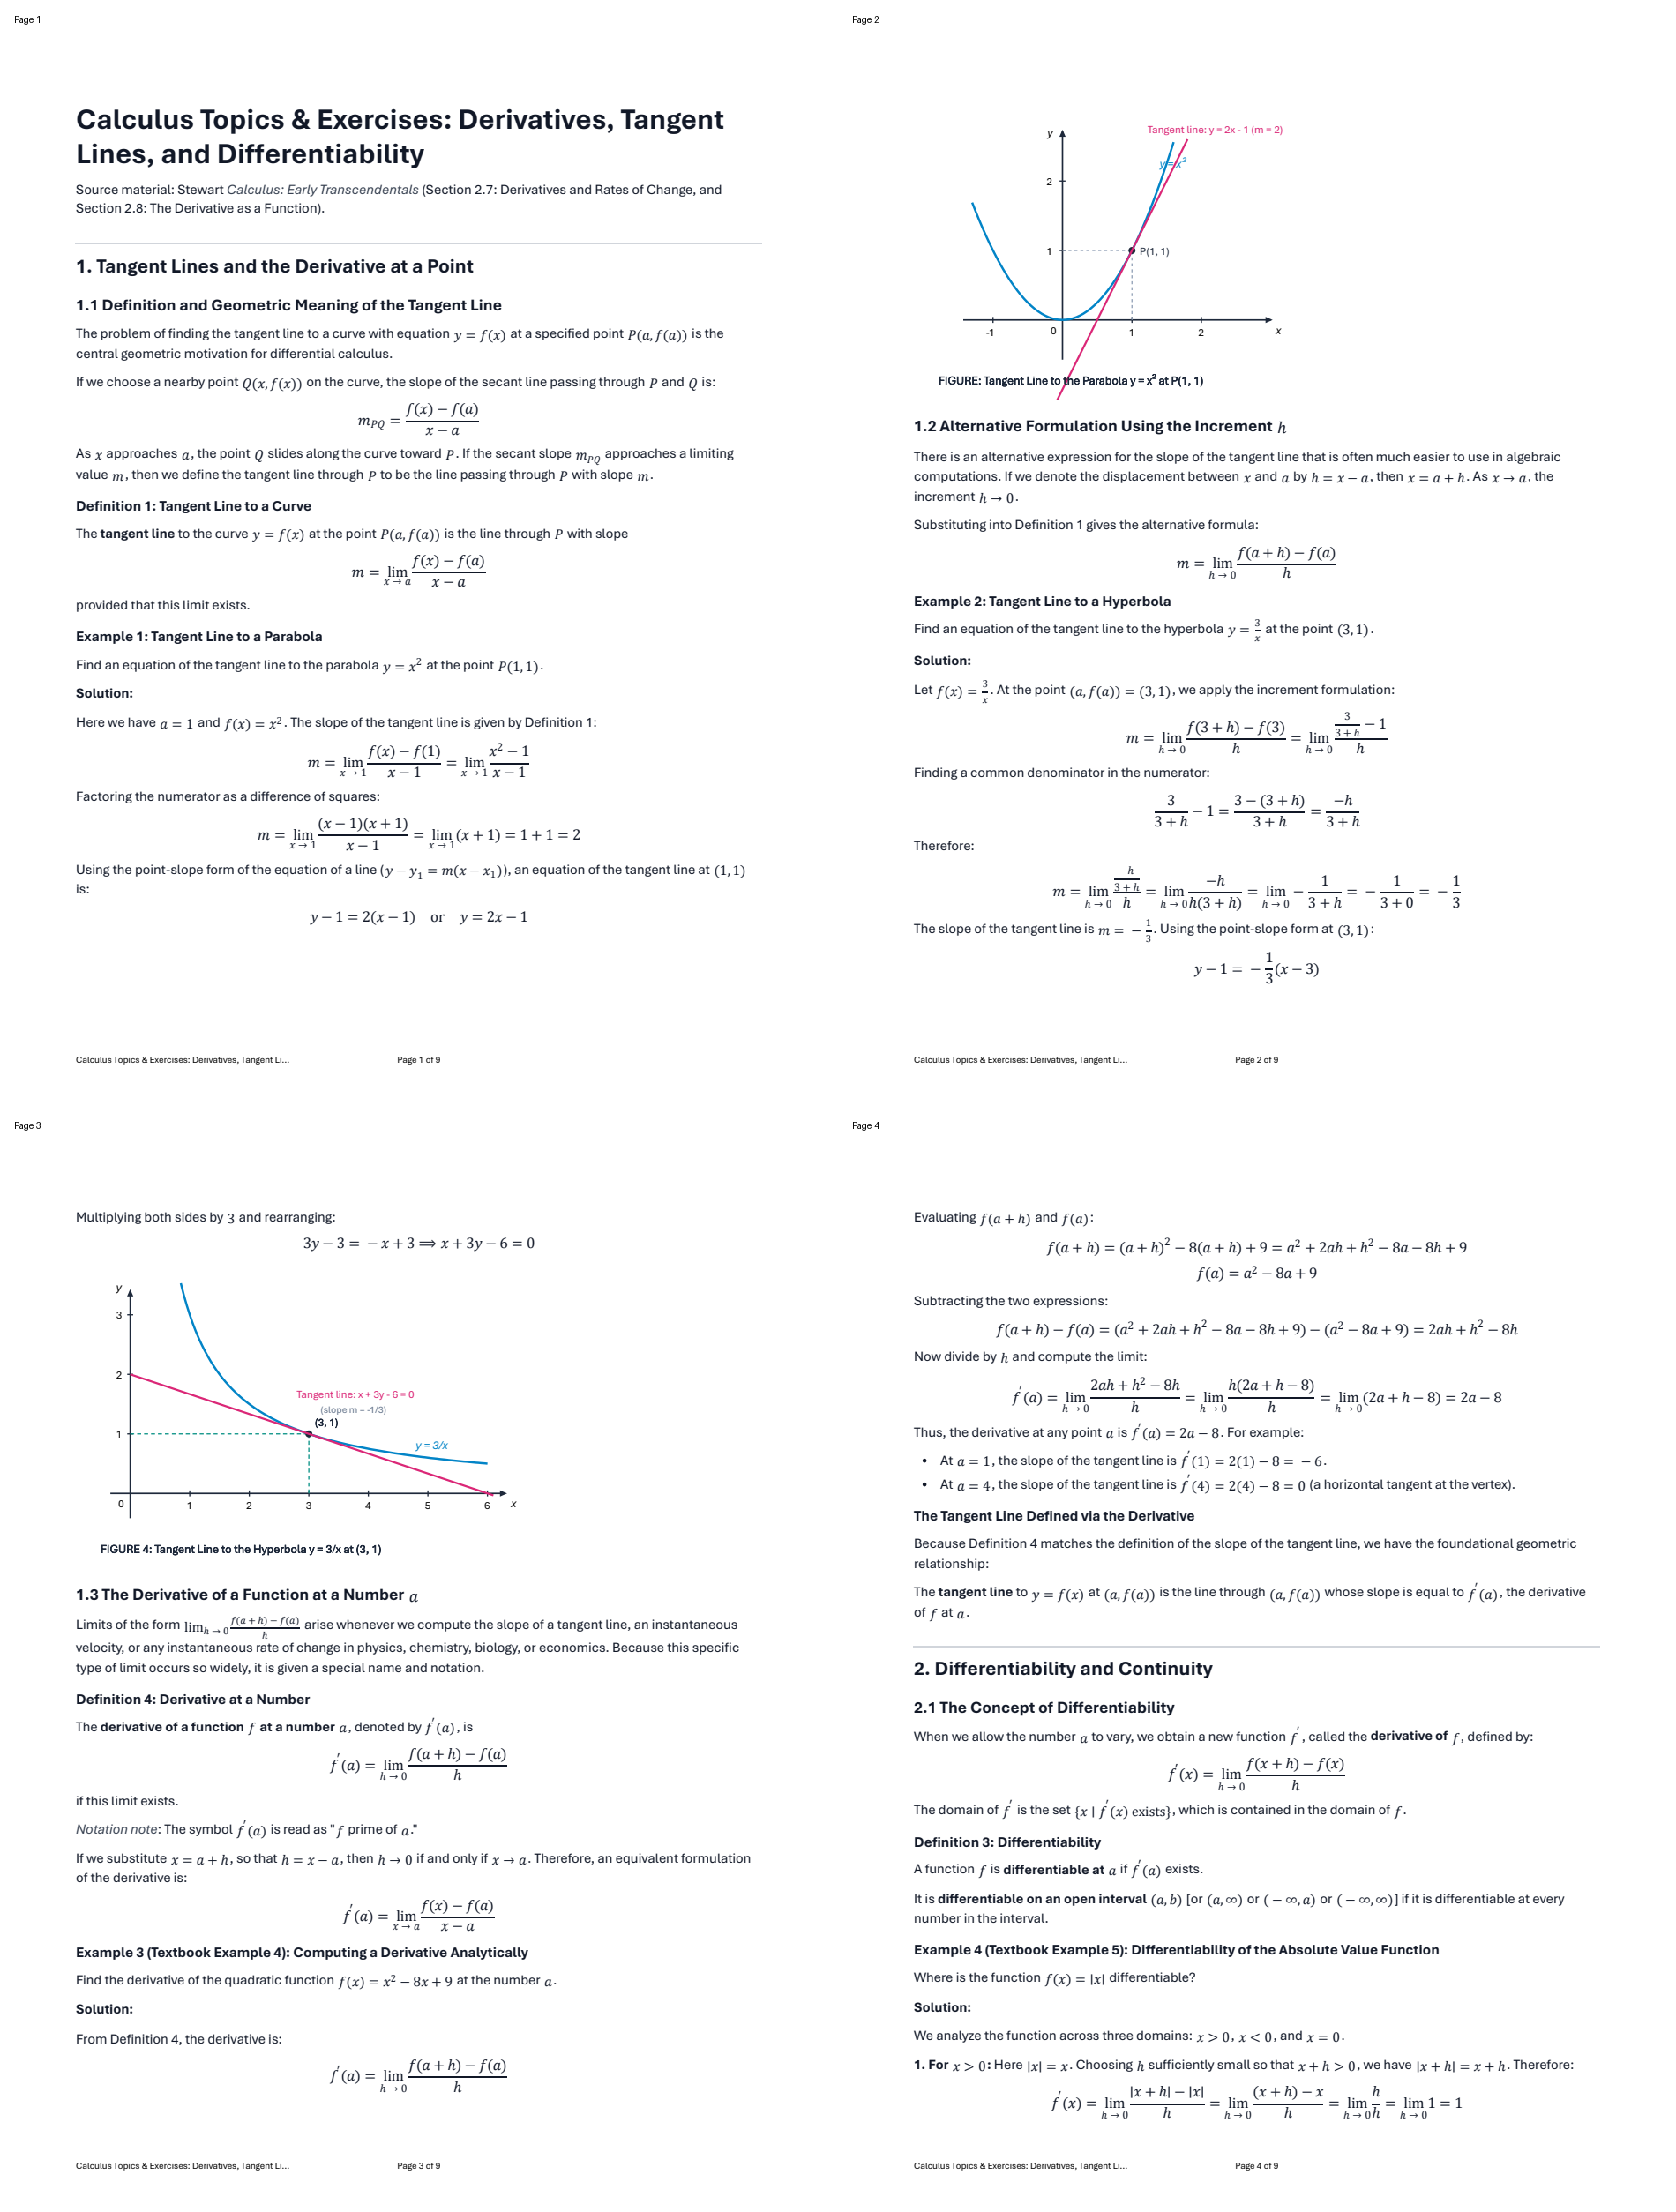 Page 1
Calculus Topics & Exercises: Derivatives, Tangent
Lines, and Differentiability
Source material: Stewart Calculus: Early Transcendentals (Section 2.7: Derivatives and Rates of Change, and
Section 2.8: The Derivative as a Function).
1. Tangent Lines and the Derivative at a Point
1.1 Definition and Geometric Meaning of the Tangent Line
The problem of finding the tangent line to a curve with equation y = f(x) at a specified point P(a, f(a)) is the
central geometric motivation for differential calculus.
If we choose a nearby point Q(x, f(x)) on the curve, the slope of the secant line passing through P and Q is:
m_PQ = (f(x) − f(a))/(x − a)
As x approaches a, the point Q slides along the curve toward P. If the secant slope m_PQ approaches a limiting
value m, then we define the tangent line through P to be the line passing through P with slope m.
Definition 1: Tangent Line to a Curve
The tangent line to the curve y = f(x) at the point P(a, f(a)) is the line through P with slope
m = lim x → a (f(x) − f(a))/(x − a)
provided that this limit exists.
Example 1: Tangent Line to a Parabola
Find an equation of the tangent line to the parabola y = x² at the point P(1, 1).
Solution:
Here we have a = 1 and f(x) = x². The slope of the tangent line is given by Definition 1:
m = lim x → 1 (f(x) − f(1))/(x − 1) = lim x → 1 (x² − 1)/(x − 1)
Factoring the numerator as a difference of squares:
m = lim x → 1 ((x − 1)(x + 1))/(x − 1) = lim x → 1 (x + 1) = 1 + 1 = 2
Using the point-slope form of the equation of a line (y − y₁ = m(x − x₁)), an equation of the tangent line at (1, 1)
is:
y − 1 = 2(x − 1) or y = 2x − 1
Calculus Topics & Exercises: Derivatives, Tangent Li... Page 1 of 9
Page 2
Tangent line: y = 2x - 1 (m = 2)
y
y = x²
2
1
P(1, 1)
-1 0 1 2 x
FIGURE: Tangent Line to the Parabola y = x² at P(1, 1)
1.2 Alternative Formulation Using the Increment h
There is an alternative expression for the slope of the tangent line that is often much easier to use in algebraic
computations. If we denote the displacement between x and a by h = x − a, then x = a + h. As x → a, the
increment h → 0.
Substituting into Definition 1 gives the alternative formula:
m = lim h → 0 (f(a + h) − f(a))/h
Example 2: Tangent Line to a Hyperbola
Find an equation of the tangent line to the hyperbola y = 3/x at the point (3, 1).
Solution:
Let f(x) = 3/x. At the point (a, f(a)) = (3, 1), we apply the increment formulation:
m = lim h → 0 (f(3 + h) − f(3))/h = lim h → 0 (3/(3 + h) − 1)/h
Finding a common denominator in the numerator:
3/(3 + h) − 1 = (3 − (3 + h))/(3 + h) = −h/(3 + h)
Therefore:
m = lim h → 0 (−h/(3 + h))/h = lim h → 0 −h/(h(3 + h)) = lim h → 0 − 1/(3 + h) = − 1/(3 + 0) = − 1/3
The slope of the tangent line is m = − 1/3. Using the point-slope form at (3, 1):
y − 1 = − 1/3(x − 3)
Calculus Topics & Exercises: Derivatives, Tangent Li... Page 2 of 9
Page 3
Multiplying both sides by 3 and rearranging:
3y − 3 = − x + 3 ⟹ x + 3y − 6 = 0
y
3
2
Tangent line: x + 3y - 6 = 0
(slope m = -1/3)
(3, 1)
1
y = 3/x
0 1 2 3 4 5 6 x
FIGURE 4: Tangent Line to the Hyperbola y = 3/x at (3, 1)
1.3 The Derivative of a Function at a Number a
Limits of the form lim h → 0 (f(a + h) − f(a))/h arise whenever we compute the slope of a tangent line, an instantaneous
velocity, or any instantaneous rate of change in physics, chemistry, biology, or economics. Because this specific
type of limit occurs so widely, it is given a special name and notation.
Definition 4: Derivative at a Number
The derivative of a function f at a number a, denoted by f′(a), is
f′(a) = lim h → 0 (f(a + h) − f(a))/h
if this limit exists.
Notation note: The symbol f′(a) is read as "f prime of a."
If we substitute x = a + h, so that h = x − a, then h → 0 if and only if x → a. Therefore, an equivalent formulation
of the derivative is:
f′(a) = lim x → a (f(x) − f(a))/(x − a)
Example 3 (Textbook Example 4): Computing a Derivative Analytically
Find the derivative of the quadratic function f(x) = x² − 8x + 9 at the number a.
Solution:
From Definition 4, the derivative is:
f′(a) = lim h → 0 (f(a + h) − f(a))/h
Calculus Topics & Exercises: Derivatives, Tangent Li... Page 3 of 9
Page 4
Evaluating f(a + h) and f(a):
f(a + h) = (a + h)² − 8(a + h) + 9 = a² + 2ah + h² − 8a − 8h + 9
f(a) = a² − 8a + 9
Subtracting the two expressions:
f(a + h) − f(a) = (a² + 2ah + h² − 8a − 8h + 9) − (a² − 8a + 9) = 2ah + h² − 8h
Now divide by h and compute the limit:
f′(a) = lim h → 0 (2ah + h² − 8h)/h = lim h → 0 (h(2a + h − 8))/h = lim h → 0 (2a + h − 8) = 2a − 8
Thus, the derivative at any point a is f′(a) = 2a − 8. For example:
• At a = 1, the slope of the tangent line is f′(1) = 2(1) − 8 = − 6.
• At a = 4, the slope of the tangent line is f′(4) = 2(4) − 8 = 0 (a horizontal tangent at the vertex).
The Tangent Line Defined via the Derivative
Because Definition 4 matches the definition of the slope of the tangent line, we have the foundational geometric
relationship:
The tangent line to y = f(x) at (a, f(a)) is the line through (a, f(a)) whose slope is equal to f′(a), the derivative
of f at a.
2. Differentiability and Continuity
2.1 The Concept of Differentiability
When we allow the number a to vary, we obtain a new function f′, called the derivative of f, defined by:
f′(x) = lim h → 0 (f(x + h) − f(x))/h
The domain of f′ is the set {x | f′(x) exists}, which is contained in the domain of f.
Definition 3: Differentiability
A function f is differentiable at a if f′(a) exists.
It is differentiable on an open interval (a, b) [or (a, ∞) or ( − ∞, a) or ( − ∞, ∞)] if it is differentiable at every
number in the interval.
Example 4 (Textbook Example 5): Differentiability of the Absolute Value Function
Where is the function f(x) = |x| differentiable?
Solution:
We analyze the function across three domains: x > 0, x < 0, and x = 0.
1. For x > 0: Here |x| = x. Choosing h sufficiently small so that x + h > 0, we have |x + h| = x + h. Therefore:
f′(x) = lim h → 0 (|x + h| − |x|)/h = lim h → 0 ((x + h) − x)/h = lim h → 0 h/h = lim h → 0 1 = 1
Calculus Topics & Exercises: Derivatives, Tangent Li... Page 4 of 9